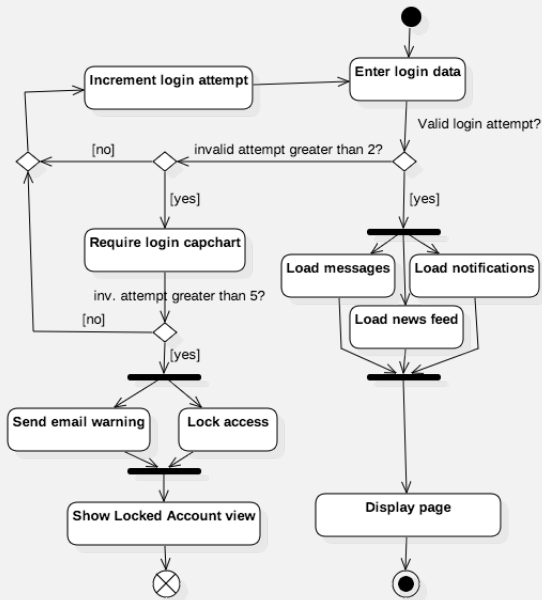 Increment login attempt
Enter login data
Valid login attempt?
[no]
invalid attempt greater than 2?
[yes]
[yes]
Require login capchart
Load messages
Load notifications
inv. attempt greater than 5?
Load news feed
[no]
[yes]
Send email warning
Lock access
Show Locked Account view
Display page